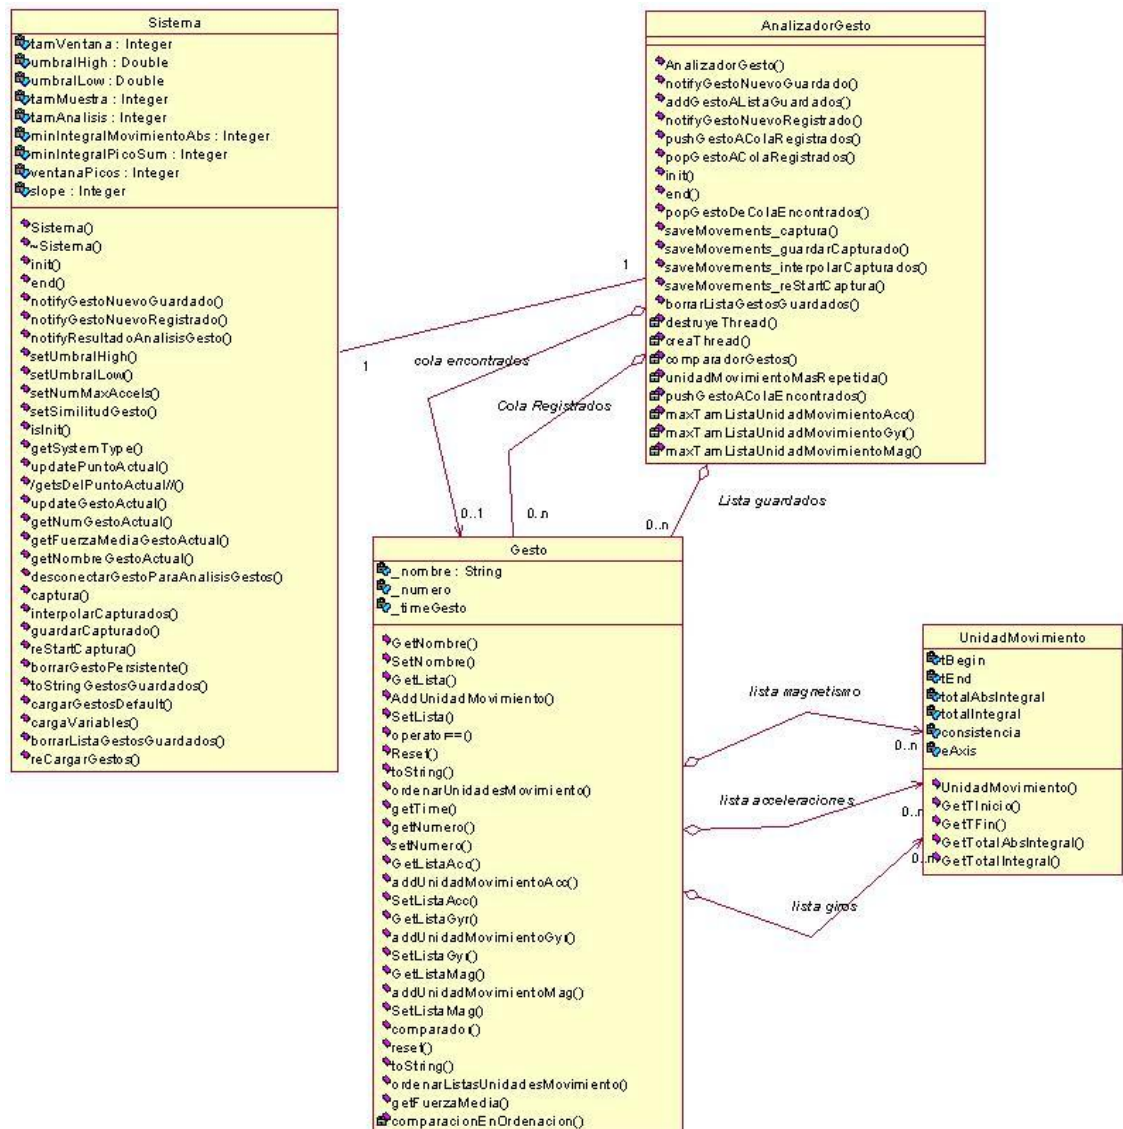 Sistema
tamVentana : Integer
umbralHigh : Double
umbralLow : Double
tamMuestra : Integer
tamAnalisis : Integer
minIntegralMovimientoAbs : Integer
minIntegralPicoSum : Integer
ventanaPicos : Integer
slope : Integer
Sistema()
~Sistema()
init()
end()
notifyGestoNuevoGuardado()
notifyGestoNuevoRegistrado()
notifyResultadoAnalisisGesto()
setUmbralHigh()
setUmbralLow()
setNumMaxAccels()
setSimilitudGesto()
isInit()
getSystemType()
updatePuntoActual()
/getsDelPuntoActual//()
updateGestoActual()
getNumGestoActual()
getFuerzaMediaGestoActual()
getNombreGestoActual()
desconectarGestoParaAnalisisGestos()
captura()
interpolarCapturados()
guardarCapturado()
reStartCaptura()
borrarGestoPersistente()
toStringGestosGuardados()
cargarGestosDefault()
cargaVariables()
borrarListaGestosGuardados()
reCargarGestos()
AnalizadorGesto
AnalizadorGesto()
notifyGestoNuevoGuardado()
addGestoAListaGuardados()
notifyGestoNuevoRegistrado()
pushGestoAColaRegistrados()
popGestoAColaRegistrados()
init()
end()
popGestoDeColaEncontrados()
saveMovements_captura()
saveMovements_guardarCapturado()
saveMovements_interpolarCapturados()
saveMovements_reStartCaptura()
borrarListaGestosGuardados()
destruyeThread()
creaThread()
comparadorGestos()
unidadMovimientoMasRepetida()
pushGestoAColaEncontrados()
maxTamListaUnidadMovimientoAcc()
maxTamListaUnidadMovimientoGyr()
maxTamListaUnidadMovimientoMag()
1
1
cola encontrados
Cola Registrados
Lista guardados
0..1
0..n
0..n
Gesto
_nombre : String
_numero
_timeGesto
GetNombre()
SetNombre()
GetLista()
AddUnidadMovimiento()
SetLista()
operator==()
Reset()
toString()
ordenarUnidadesMovimiento()
getTime()
getNumero()
setNumero()
GetListaAcc()
addUnidadMovimientoAcc()
SetListaAcc()
GetListaGyr()
addUnidadMovimientoGyr()
SetListaGyr()
GetListaMag()
addUnidadMovimientoMag()
SetListaMag()
comparador()
reset()
toString()
ordenarListasUnidadesMovimiento()
getFuerzaMedia()
comparacionEnOrdenacion()
lista magnetismo
0..n
lista acceleraciones
0..n
lista giros
0..n
UnidadMovimiento
tBegin
tEnd
totalAbsIntegral
totalIntegral
consistencia
eAxis
UnidadMovimiento()
GetTInicio()
GetTFin()
GetTotalAbsIntegral()
GetTotalIntegral()